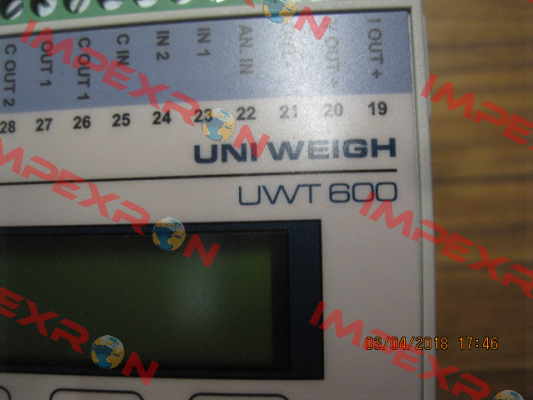 C OUT 2 OUT 1 C OUT 1 C IN IN 2 IN 1 AN. IN OUT + I OUT +
28 27 26 25 24 23 22 21 20 19
UNI WEIGH
UWT 600
03/04/2018 17:46
IMPEXRON
IMPEXRON
IMPEXRON
IMPEXRON
IMPEXRON
IMPEXRON